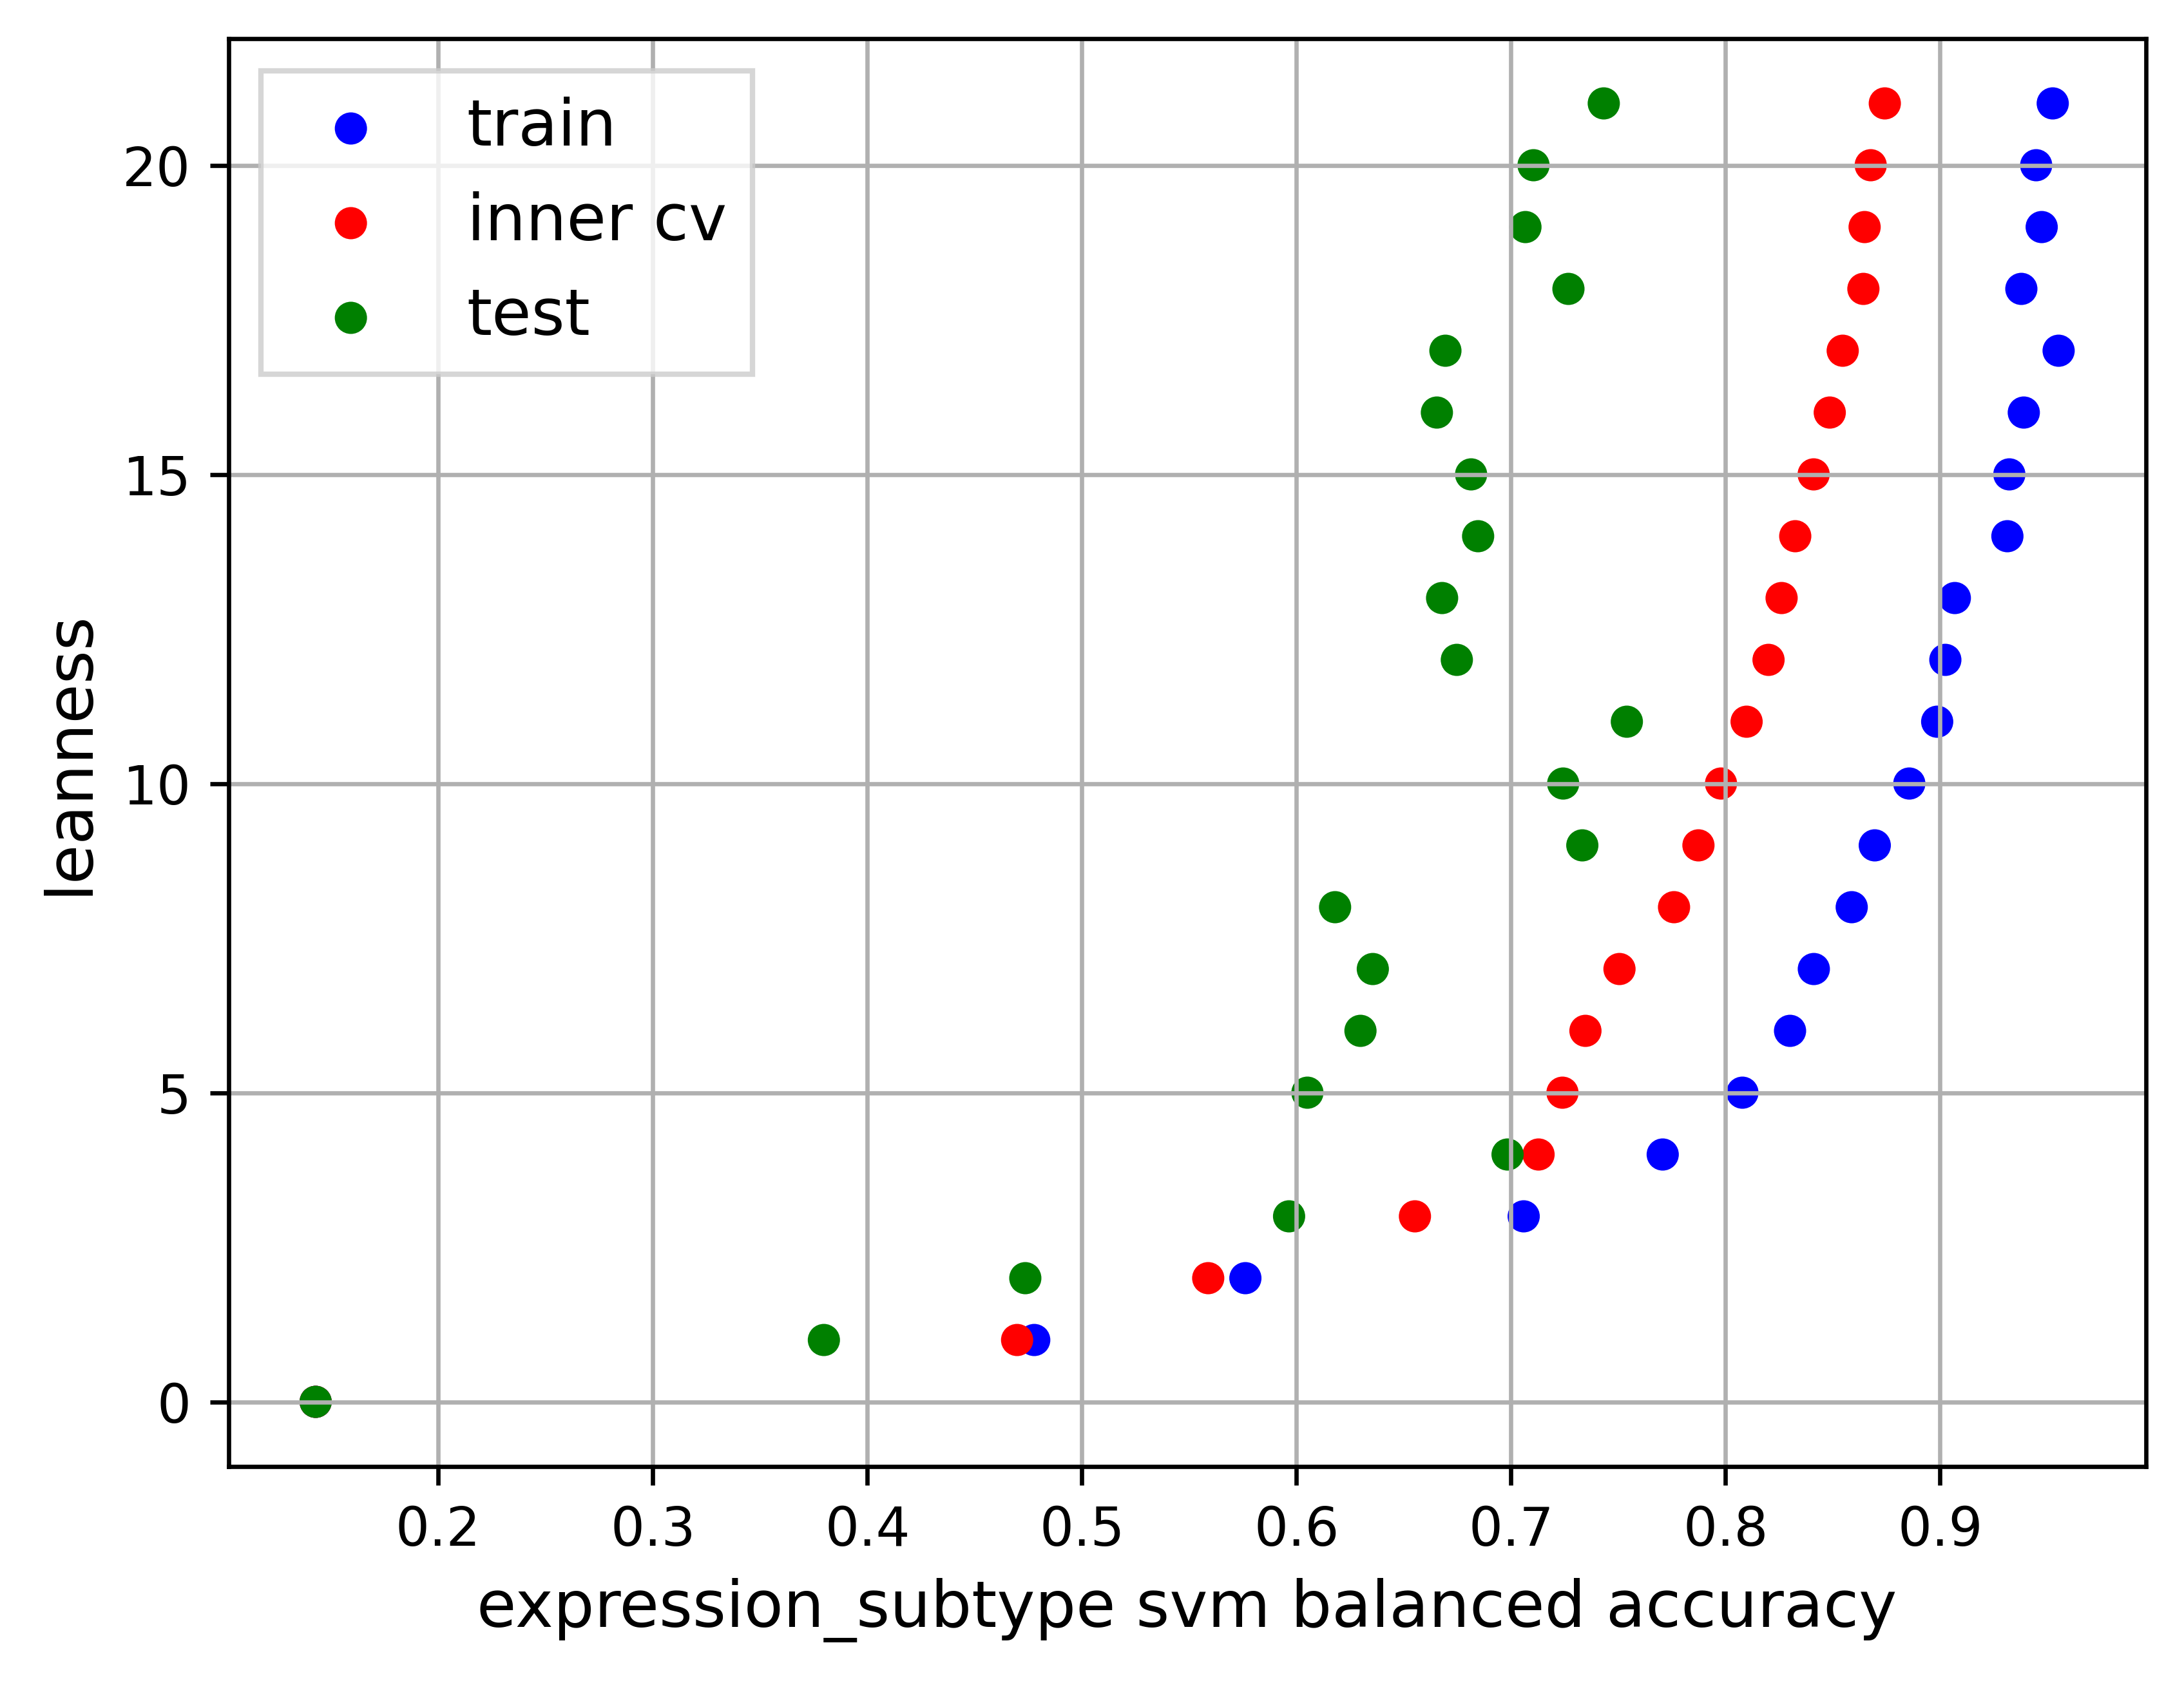 train
inner cv
test
20
15
10
5
0
leanness
0.2 0.3 0.4 0.5 0.6 0.7 0.8 0.9
expression_subtype svm balanced accuracy